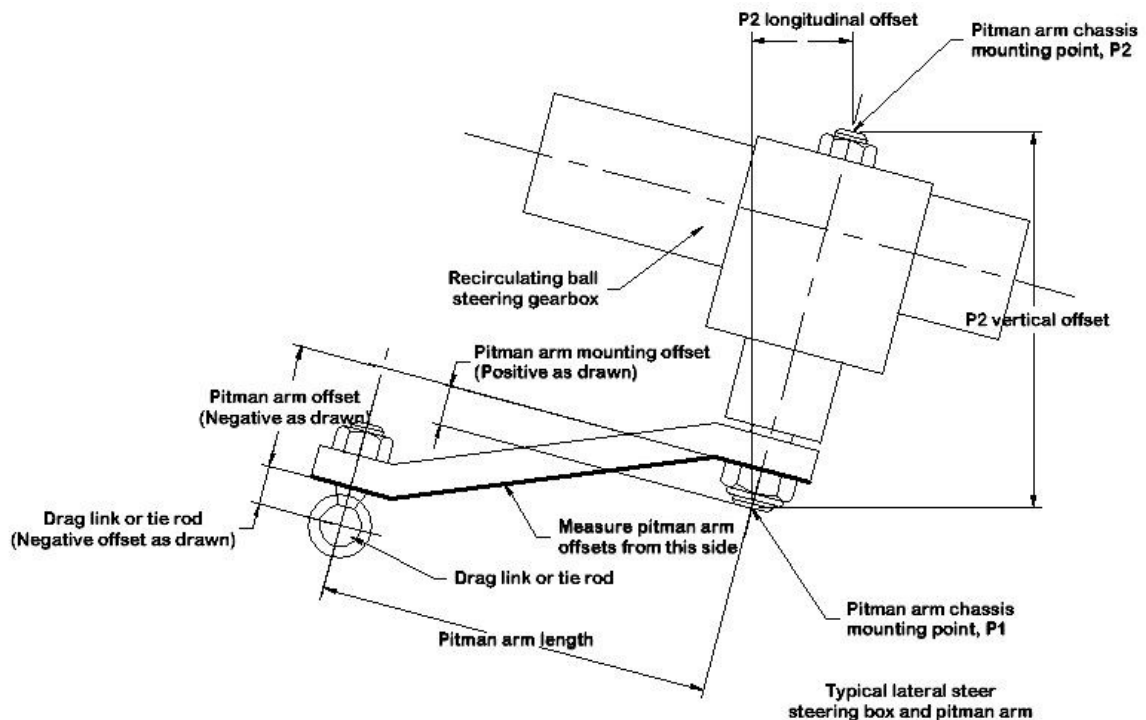 P2 longitudinal offset
Pitman arm chassis
mounting point, P2
Recirculating ball
steering gearbox
P2 vertical offset
Pitman arm mounting offset
(Positive as drawn)
Pitman arm offset
(Negative as drawn)
Drag link or tie rod
(Negative offset as drawn)
Measure pitman arm
offsets from this side
Drag link or tie rod
Pitman arm length
Pitman arm chassis
mounting point, P1
Typical lateral steer
steering box and pitman arm